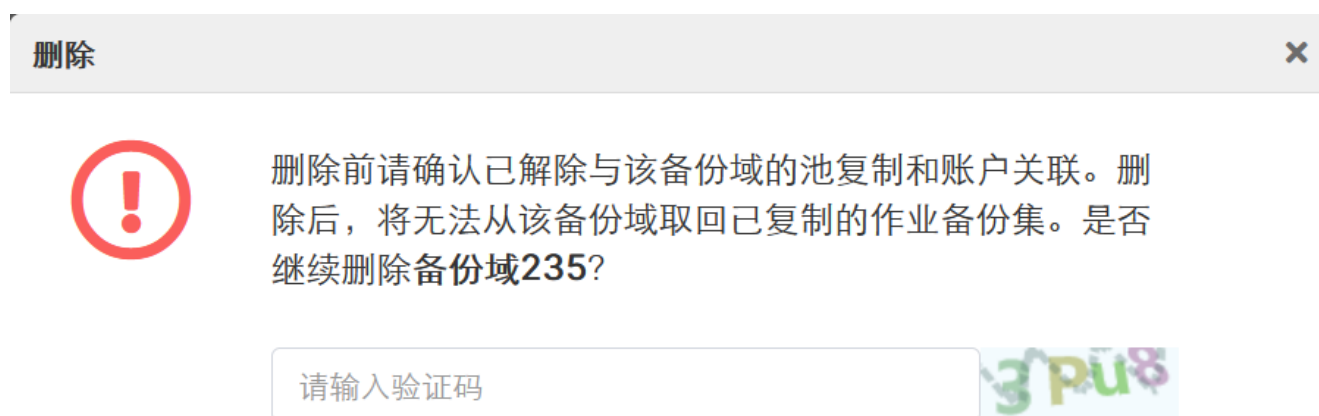 删除
删除前请确认已解除与该备份域的池复制和账户关联。删
除后，将无法从该备份域取回已复制的作业备份集。是否
继续删除备份域235?
请输入验证码